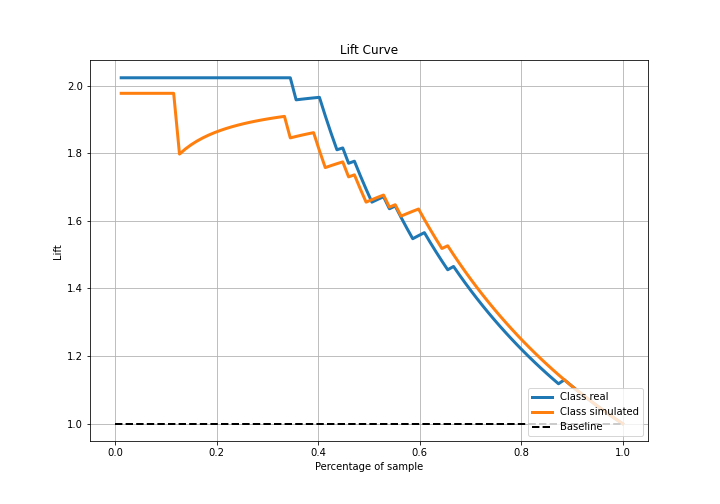 Lift Curve
2.0
1.8
1.6
1.4
1.2
1.0
Lift
0.0 0.2 0.4 0.6 0.8 1.0
Percentage of sample
Class real
Class simulated
Baseline